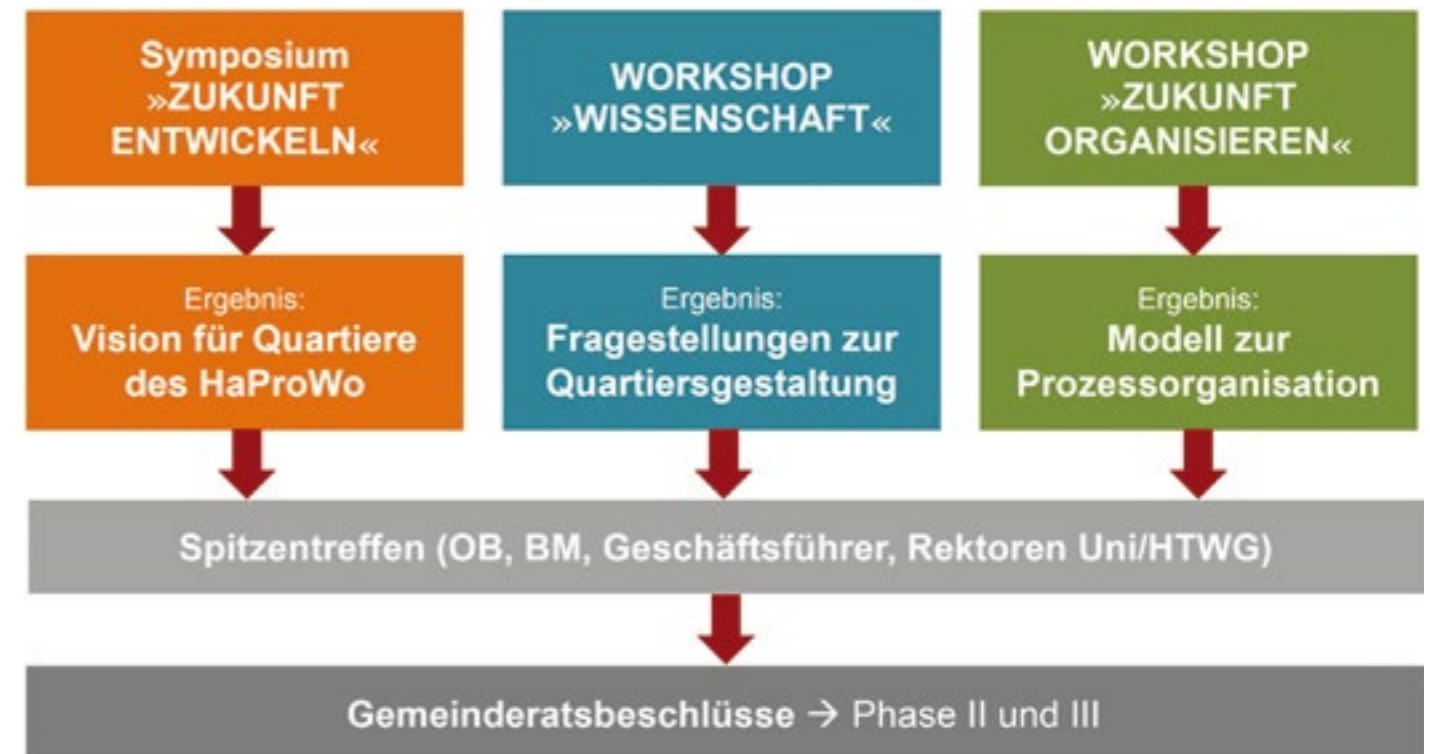 Symposium
»ZUKUNFT
ENTWICKELN«
WORKSHOP
»WISSENSCHAFT«
WORKSHOP
»ZUKUNFT
ORGANISIEREN«
Ergebnis:
Vision für Quartiere
des HaProWo
Ergebnis:
Fragestellungen zur
Quartiersgestaltung
Ergebnis:
Modell zur
Prozessorganisation
Spitzentreffen (OB, BM, Geschäftsführer, Rektoren Uni/HTWG)
Gemeinderatsbeschlüsse → Phase II und III